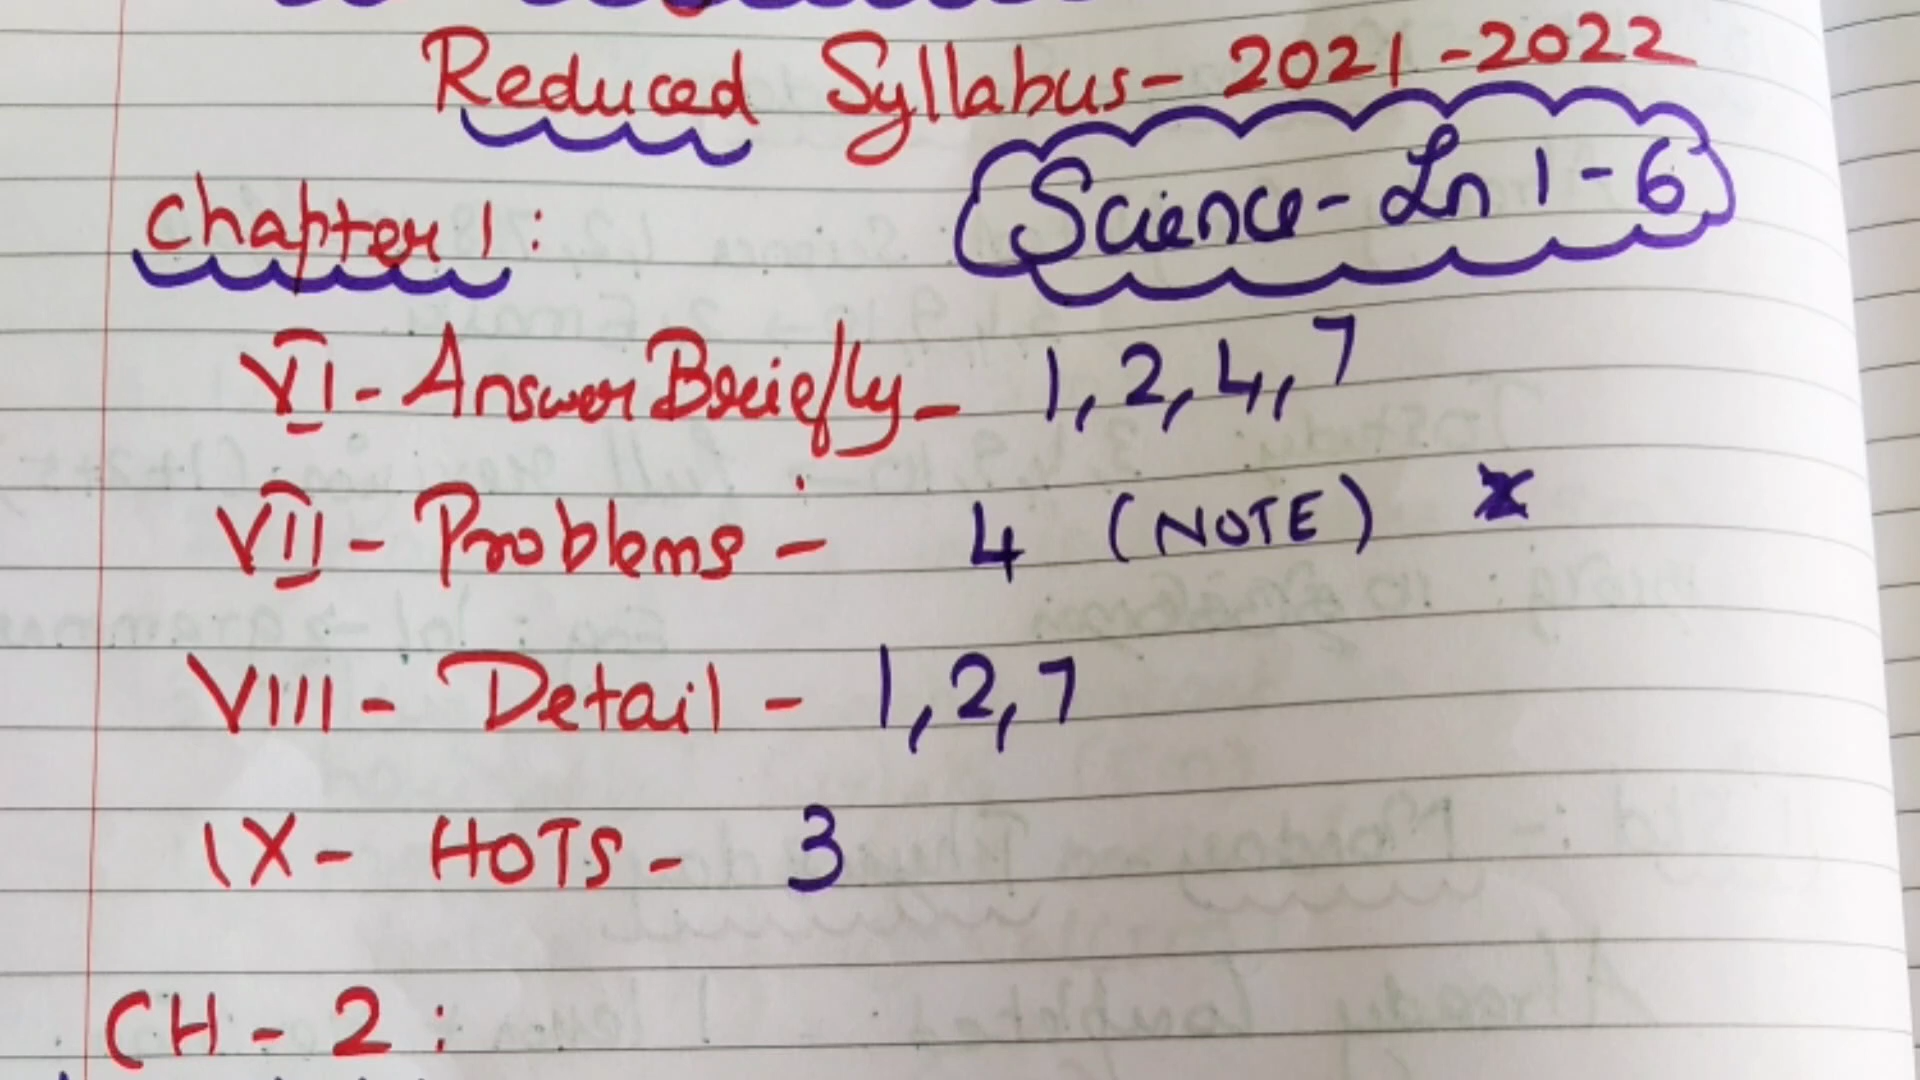 Reduced Syllabus - 2021-2022
Chapter 1:
Science - Ln 1-6
VI - Answer Briefly - 1, 2, 4, 7
VII - Problems - 4 (NOTE) x
VIII - Detail - 1, 2, 7
IX - HOTS - 3
CH - 2 :